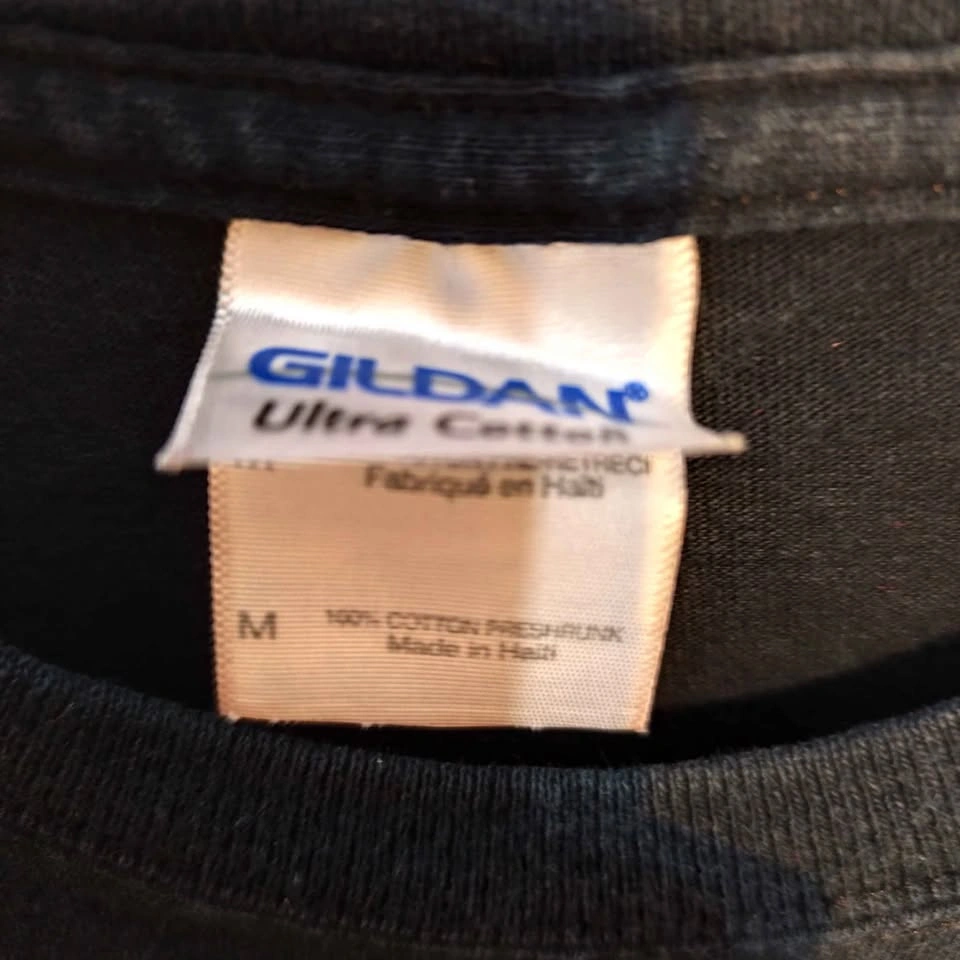 GILDAN®
Ultra Cotton
Fabriqué en Haïti
M 100% COTTON PRESHRUNK
Made in Haiti